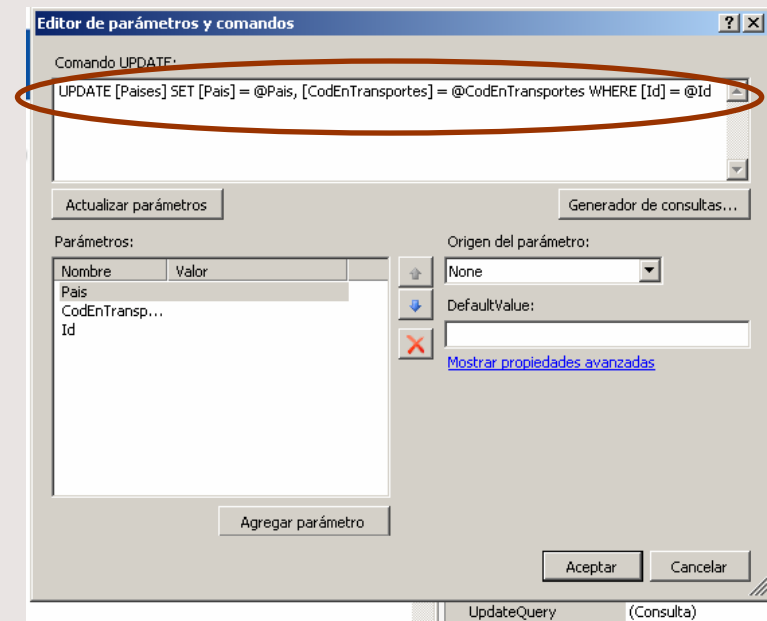 Editor de parámetros y comandos
Comando UPDATE:
UPDATE [Paises] SET [Pais] = @Pais, [CodEnTransportes] = @CodEnTransportes WHERE [Id] = @Id
Actualizar parámetros
Generador de consultas...
Parámetros:
Origen del parámetro:
Nombre Valor
None
Pais
CodEnTransp...
Id
DefaultValue:
Mostrar propiedades avanzadas
Agregar parámetro
Aceptar Cancelar
UpdateQuery (Consulta)